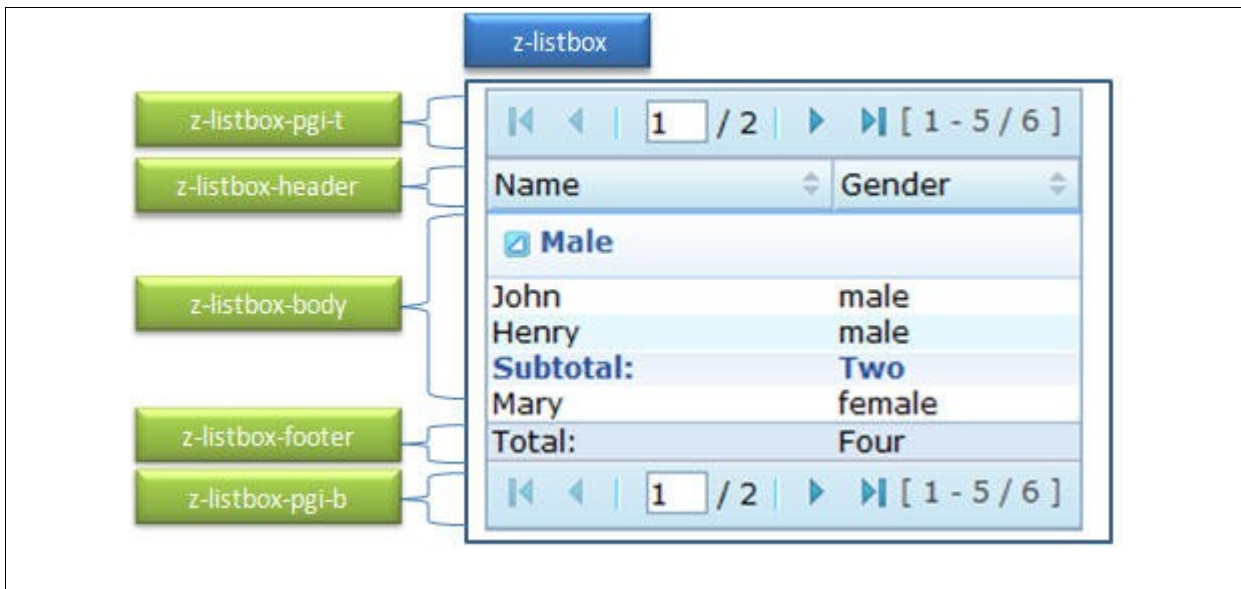 z-listbox
z-listbox-pgi-t
1 / 2 [ 1 - 5 / 6 ]
z-listbox-header
Name Gender
Male
z-listbox-body
John male
Henry male
Subtotal: Two
Mary female
z-listbox-footer
Total: Four
z-listbox-pgi-b
1 / 2 [ 1 - 5 / 6 ]